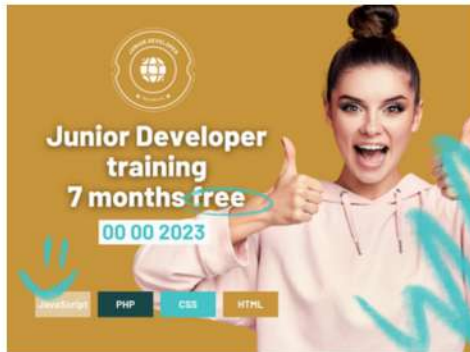 JUNIOR DEVELOPER
Junior Developer
training
7 months free
00 00 2023
JavaScript PHP CSS HTML